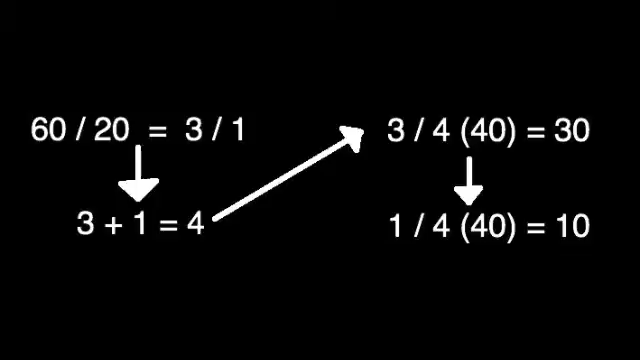 60 / 20 = 3 / 1
3 + 1 = 4
3 / 4 (40) = 30
1 / 4 (40) = 10